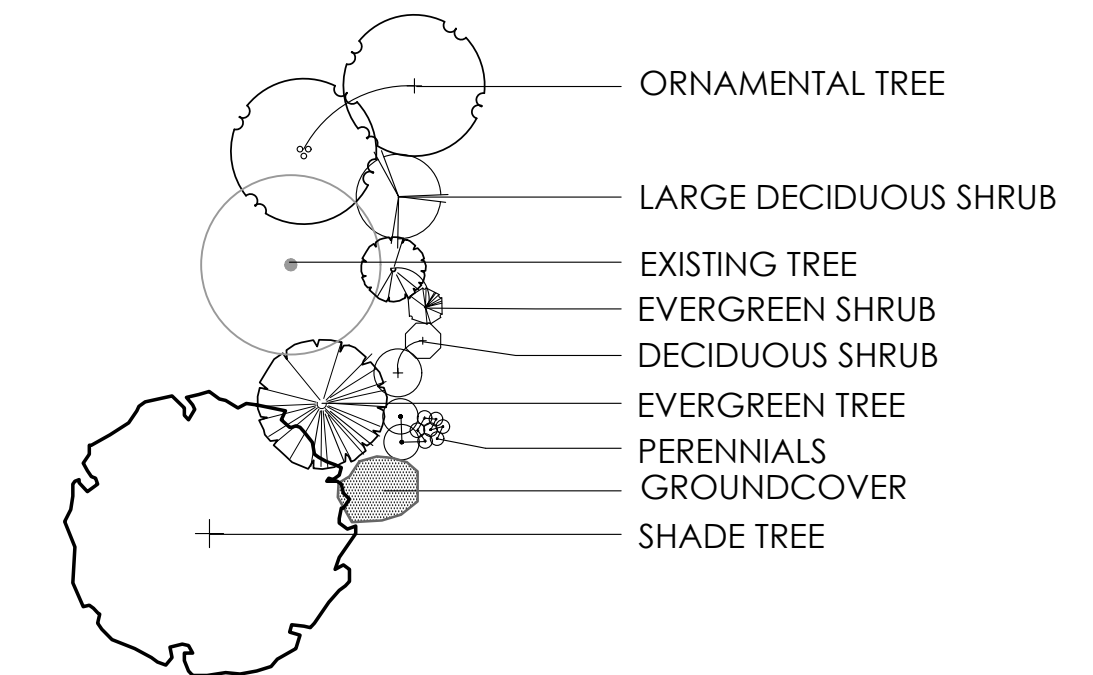 ORNAMENTAL TREE
LARGE DECIDUOUS SHRUB
EXISTING TREE
EVERGREEN SHRUB
DECIDUOUS SHRUB
EVERGREEN TREE
PERENNIALS
GROUNDCOVER
SHADE TREE